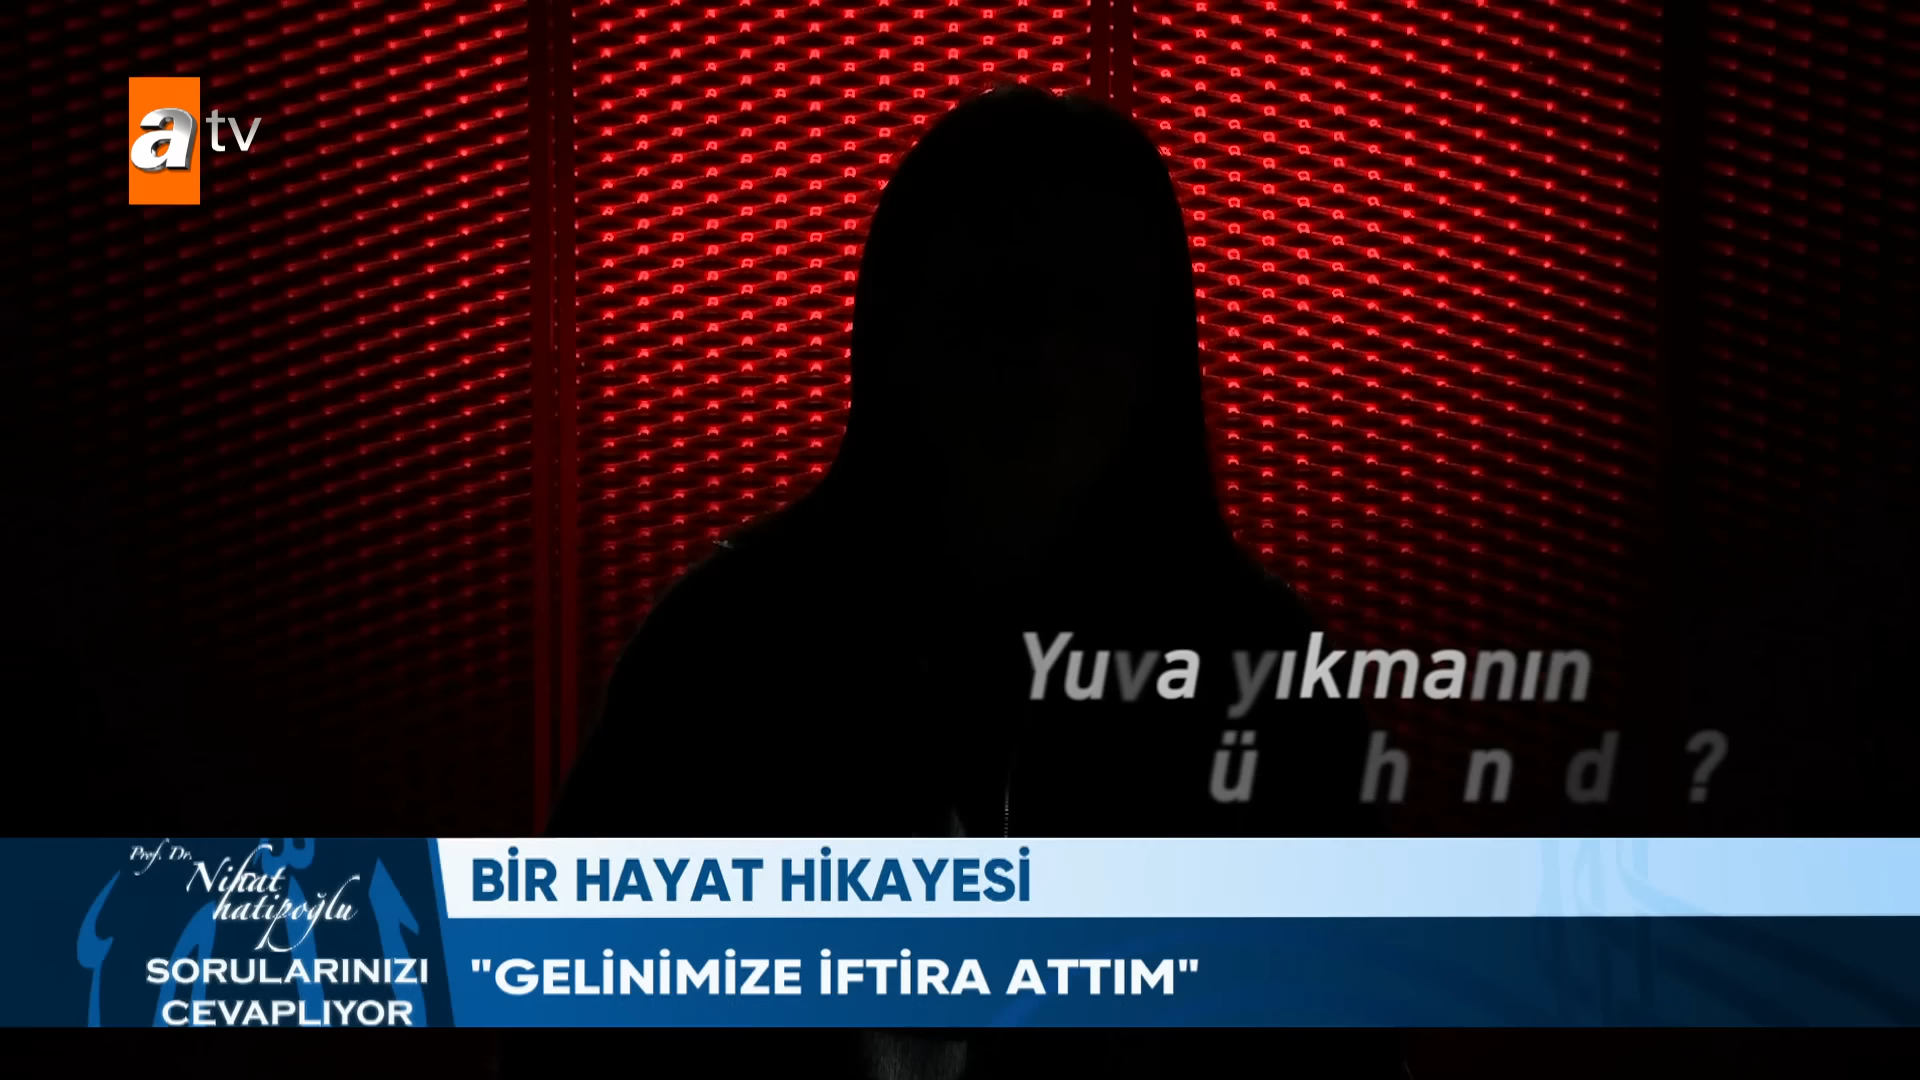 atv
Yuva yıkmanın
ü h n d ?
Prof. Dr.
Nihat
hatipoğlu
SORULARINIZI
CEVAPLIYOR
BİR HAYAT HİKAYESİ
"GELİNİMİZE İFTİRA ATTIM"